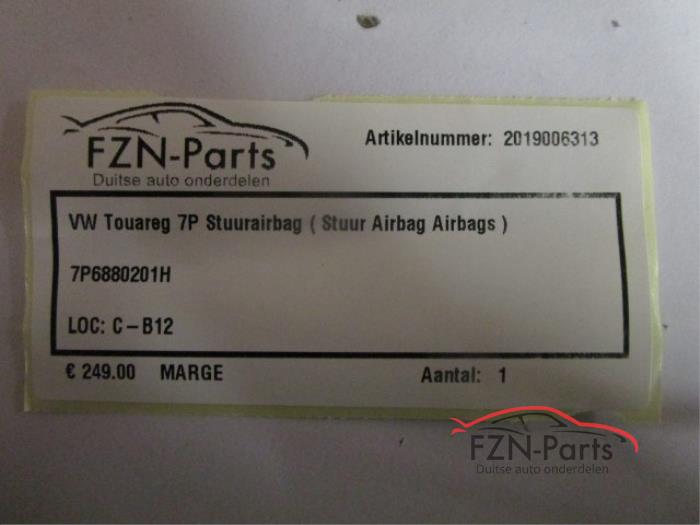 FZN-Parts
Duitse auto onderdelen
Artikelnummer: 2019006313
VW Touareg 7P Stuurairbag ( Stuur Airbag Airbags )
7P6880201H
LOC: C-B12
€ 249.00 MARGE Aantal: 1
FZN-Parts
Duitse auto onderdelen